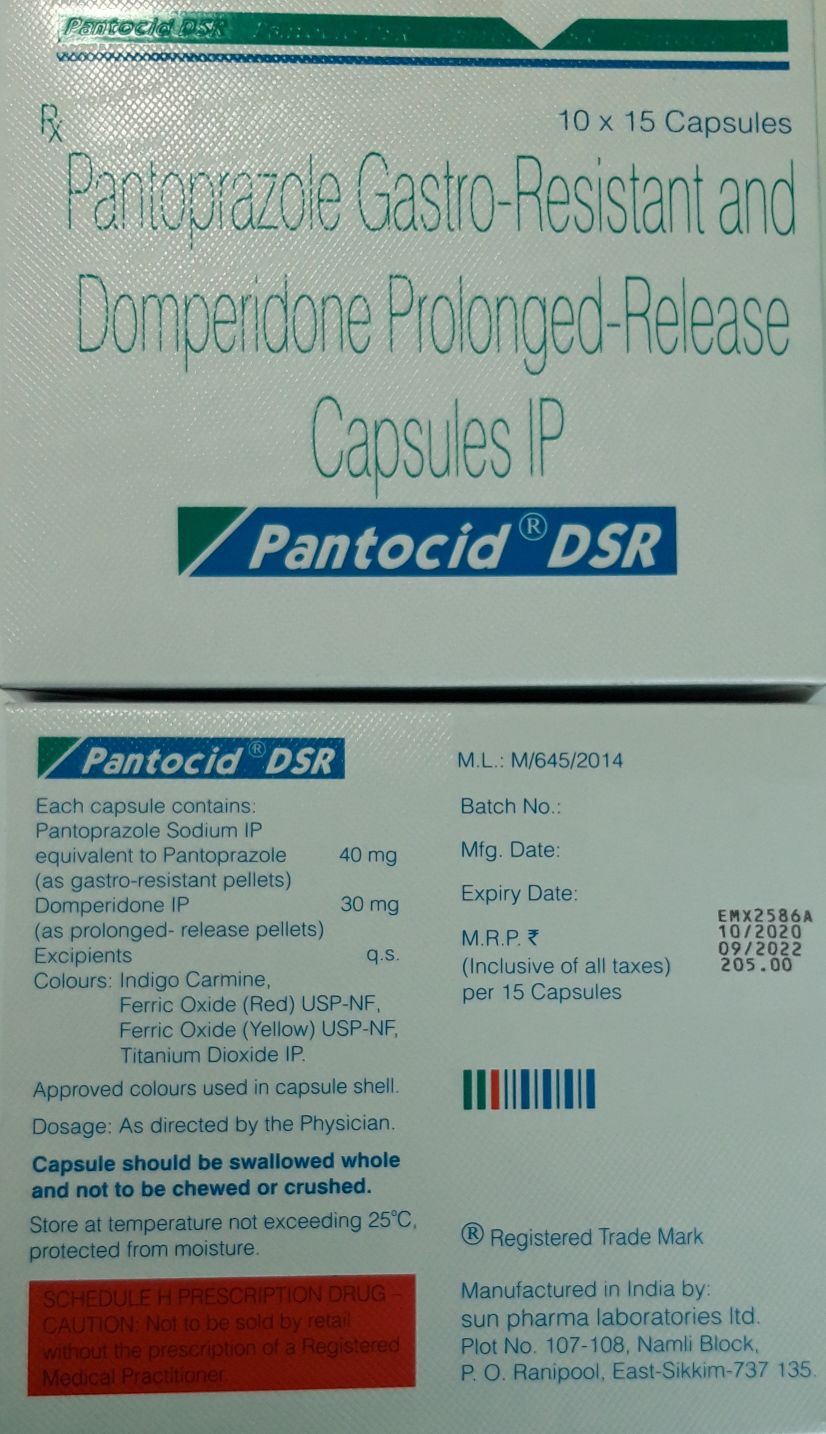 Pantocid DSR
Rx
10 x 15 Capsules
Pantoprazole Gastro-Resistant and
Domperidone Prolonged-Release
Capsules IP
Pantocid® DSR
Pantocid® DSR
Each capsule contains:
Pantoprazole Sodium IP
equivalent to Pantoprazole 40 mg
(as gastro-resistant pellets)
Domperidone IP 30 mg
(as prolonged- release pellets)
Excipients q.s.
Colours: Indigo Carmine,
Ferric Oxide (Red) USP-NF,
Ferric Oxide (Yellow) USP-NF,
Titanium Dioxide IP.
Approved colours used in capsule shell.
Dosage: As directed by the Physician.
Capsule should be swallowed whole
and not to be chewed or crushed.
Store at temperature not exceeding 25°C,
protected from moisture.
SCHEDULE H PRESCRIPTION DRUG –
CAUTION: Not to be sold by retail
without the prescription of a Registered
Medical Practitioner.
M.L.: M/645/2014
Batch No.:
Mfg. Date:
Expiry Date:
M.R.P. ₹
(Inclusive of all taxes)
per 15 Capsules
EMX2586A
10/2020
09/2022
205.00
® Registered Trade Mark
Manufactured in India by:
sun pharma laboratories ltd.
Plot No. 107-108, Namli Block,
P. O. Ranipool, East-Sikkim-737 135.